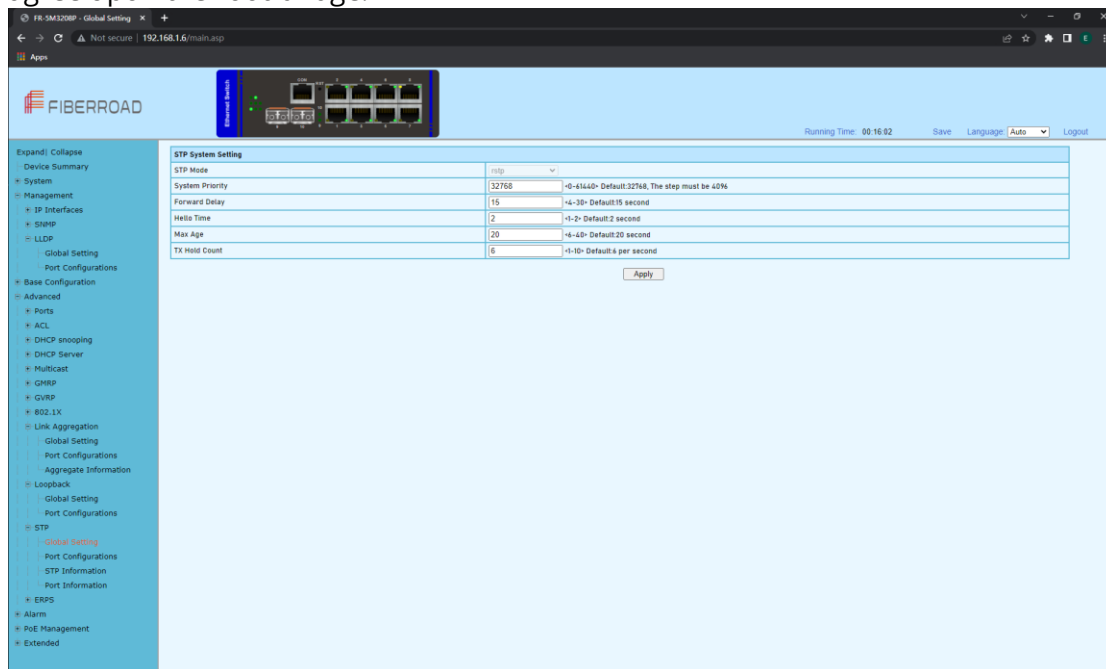 FR-5M3208P - Global Setting
Not secure | 192.168.1.6/main.asp
E
Apps
FIBERROAD
Ethernet Switch
Running Time: 00:16:02 Save Language: Auto Logout
Expand| Collapse
Device Summary
System
Management
IP Interfaces
SNMP
LLDP
Global Setting
Port Configurations
Base Configuration
Advanced
Ports
ACL
DHCP snooping
DHCP Server
Multicast
GMRP
GVRP
802.1X
Link Aggregation
Global Setting
Port Configurations
Aggregate Information
Loopback
Global Setting
Port Configurations
STP
Global Setting
Port Configurations
STP Information
Port Information
ERPS
Alarm
PoE Management
Extended
STP System Setting
STP Mode rstp
System Priority 32768 <0-61440> Default:32768, The step must be 4096
Forward Delay 15 <4-30> Default:15 second
Hello Time 2 <1-2> Default:2 second
Max Age 20 <6-40> Default:20 second
TX Hold Count 6 <1-10> Default:6 per second
Apply